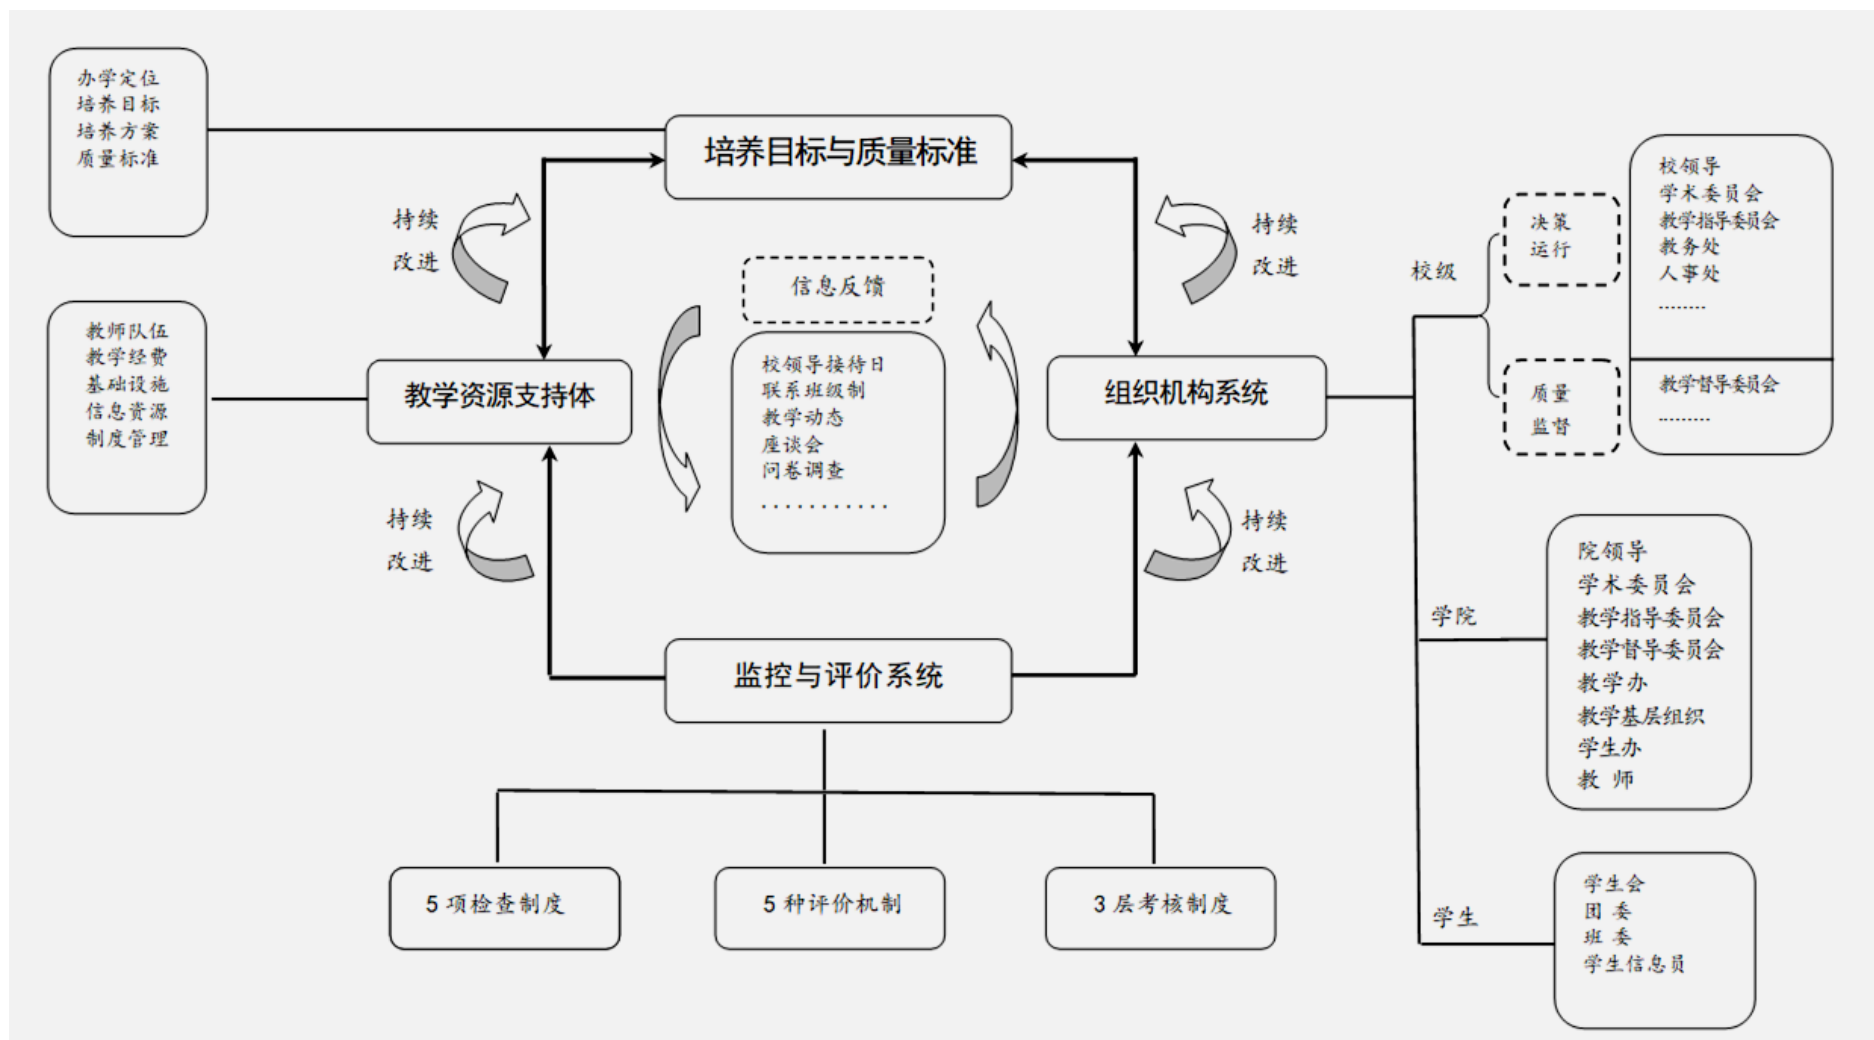 办学定位
培养目标
培养方案
质量标准
培养目标与质量标准
持续
改进
持续
改进
信息反馈
校领导接待日
联系班级制
教学动态
座谈会
问卷调查
...........
教师队伍
教学经费
基础设施
信息资源
制度管理
教学资源支持体
组织机构系统
持续
改进
持续
改进
监控与评价系统
5 项检查制度
5 种评价机制
3 层考核制度
校级
决策
运行
校领导
学术委员会
教学指导委员会
教务处
人事处
........
质量
监督
教学督导委员会
.........
学院
院领导
学术委员会
教学指导委员会
教学督导委员会
教学办
教学基层组织
学生办
教 师
学生
学生会
团 委
班 委
学生信息员